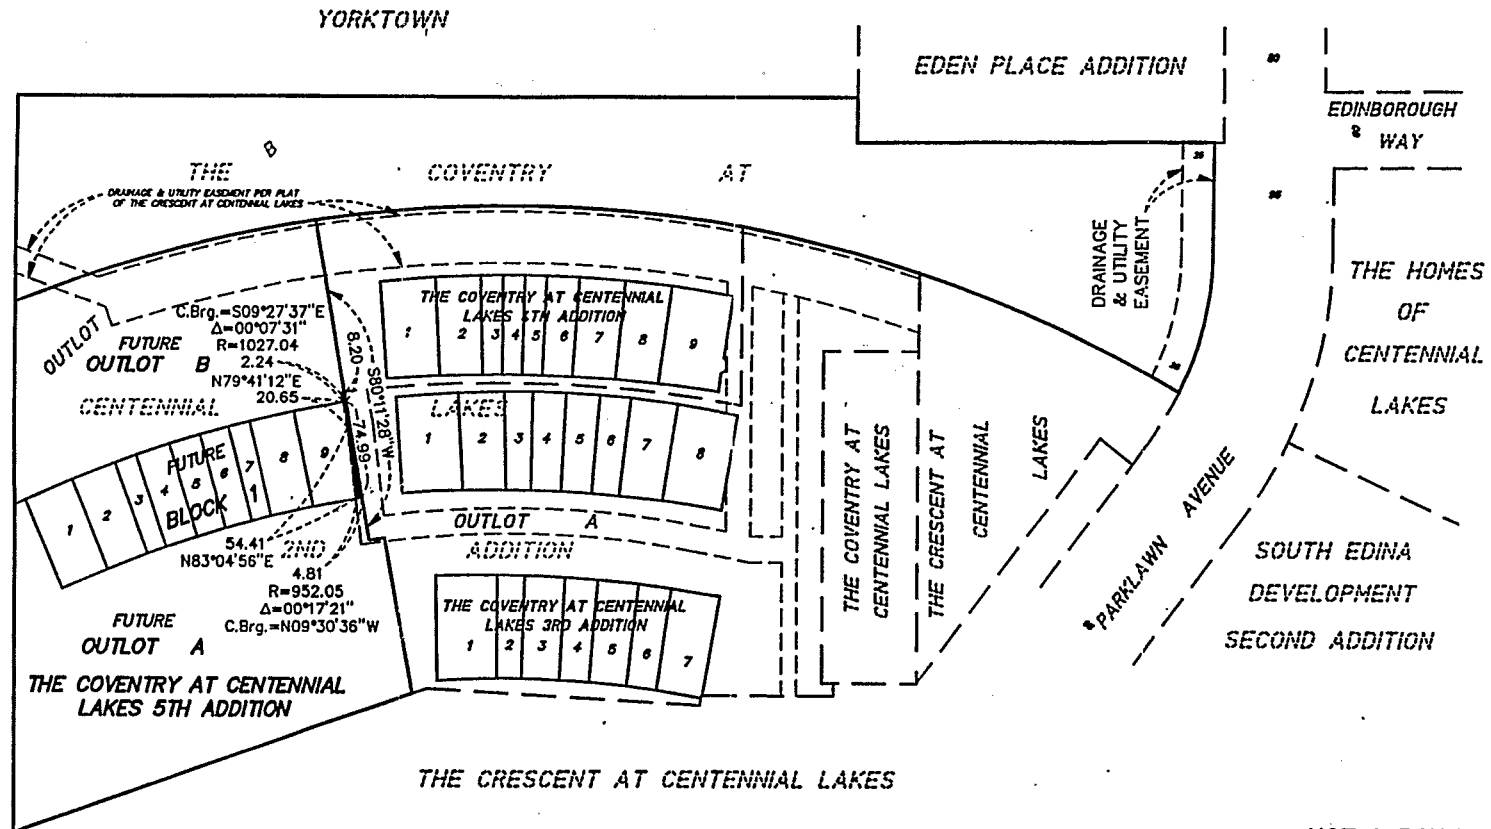 YORKTOWN
EDEN PLACE ADDITION
EDINBOROUGH
WAY
THE
B
COVENTRY
AT
DRAINAGE & UTILITY EASEMENT PER PLAT
OF THE CRESCENT AT CENTENNIAL LAKES
DRAINAGE
& UTILITY
EASEMENT
THE HOMES
OF
CENTENNIAL
LAKES
OUTLOT
FUTURE
OUTLOT B
C.Brg.=S09°27'37"E
Δ=00°07'31"
R=1027.04
2.24
N79°41'12"E
20.65
8.20
S80°11'28"W
74.99
CENTENNIAL
THE COVENTRY AT CENTENNIAL
LAKES 4TH ADDITION
1 2 3 4 5 6 7 8 9
LAKES
1 2 3 4 5 6 7 8
FUTURE
BLOCK 1
1 2 3 4 5 6 7 8 9
OUTLOT A
54.41
N83°04'56"E
2ND
ADDITION
4.81
R=952.05
Δ=00°17'21"
C.Brg.=N09°30'36"W
THE COVENTRY AT CENTENNIAL
LAKES 3RD ADDITION
1 2 3 4 5 6 7
FUTURE
OUTLOT A
THE COVENTRY AT CENTENNIAL
LAKES 5TH ADDITION
THE COVENTRY AT
CENTENNIAL LAKES
THE CRESCENT AT
CENTENNIAL
LAKES
PARKLAWN
AVENUE
SOUTH EDINA
DEVELOPMENT
SECOND ADDITION
THE CRESCENT AT CENTENNIAL LAKES